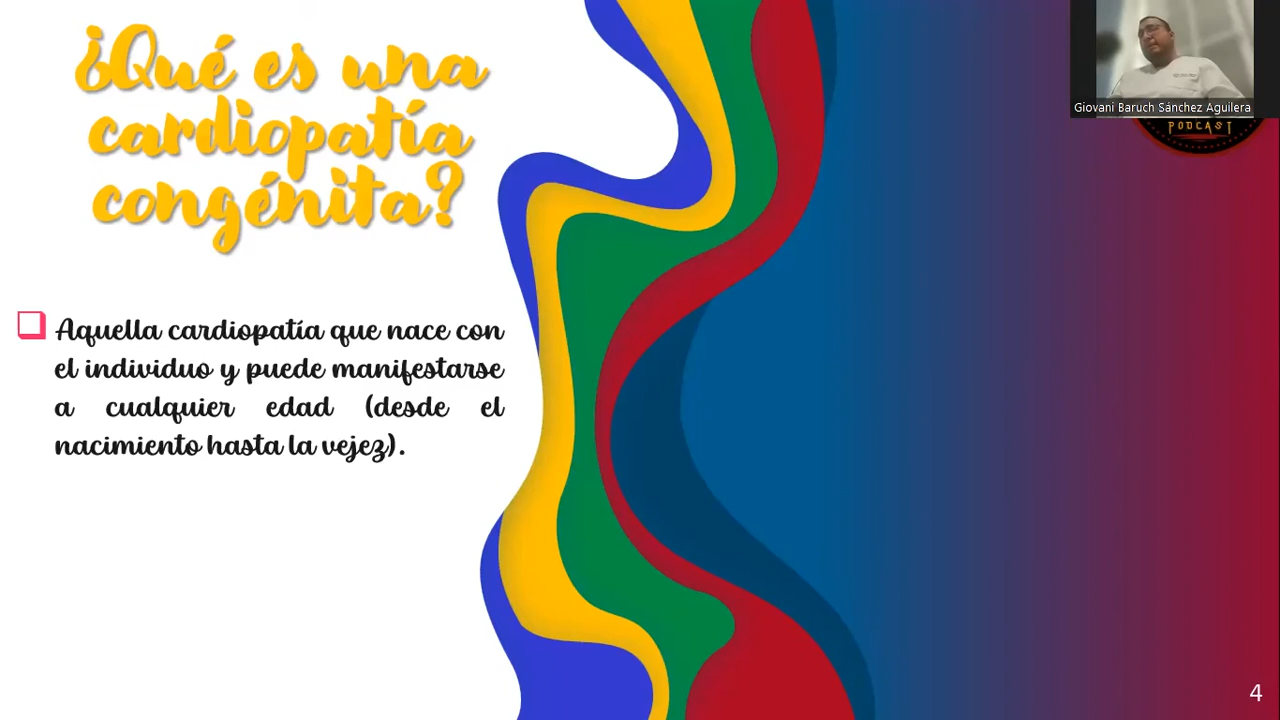 ¿Qué es una
cardiopatía
congénita?
Aquella cardiopatía que nace con
el individuo y puede manifestarse
a cualquier edad (desde el
nacimiento hasta la vejez).
Giovani Baruch Sánchez Aguilera
PODCAST
4